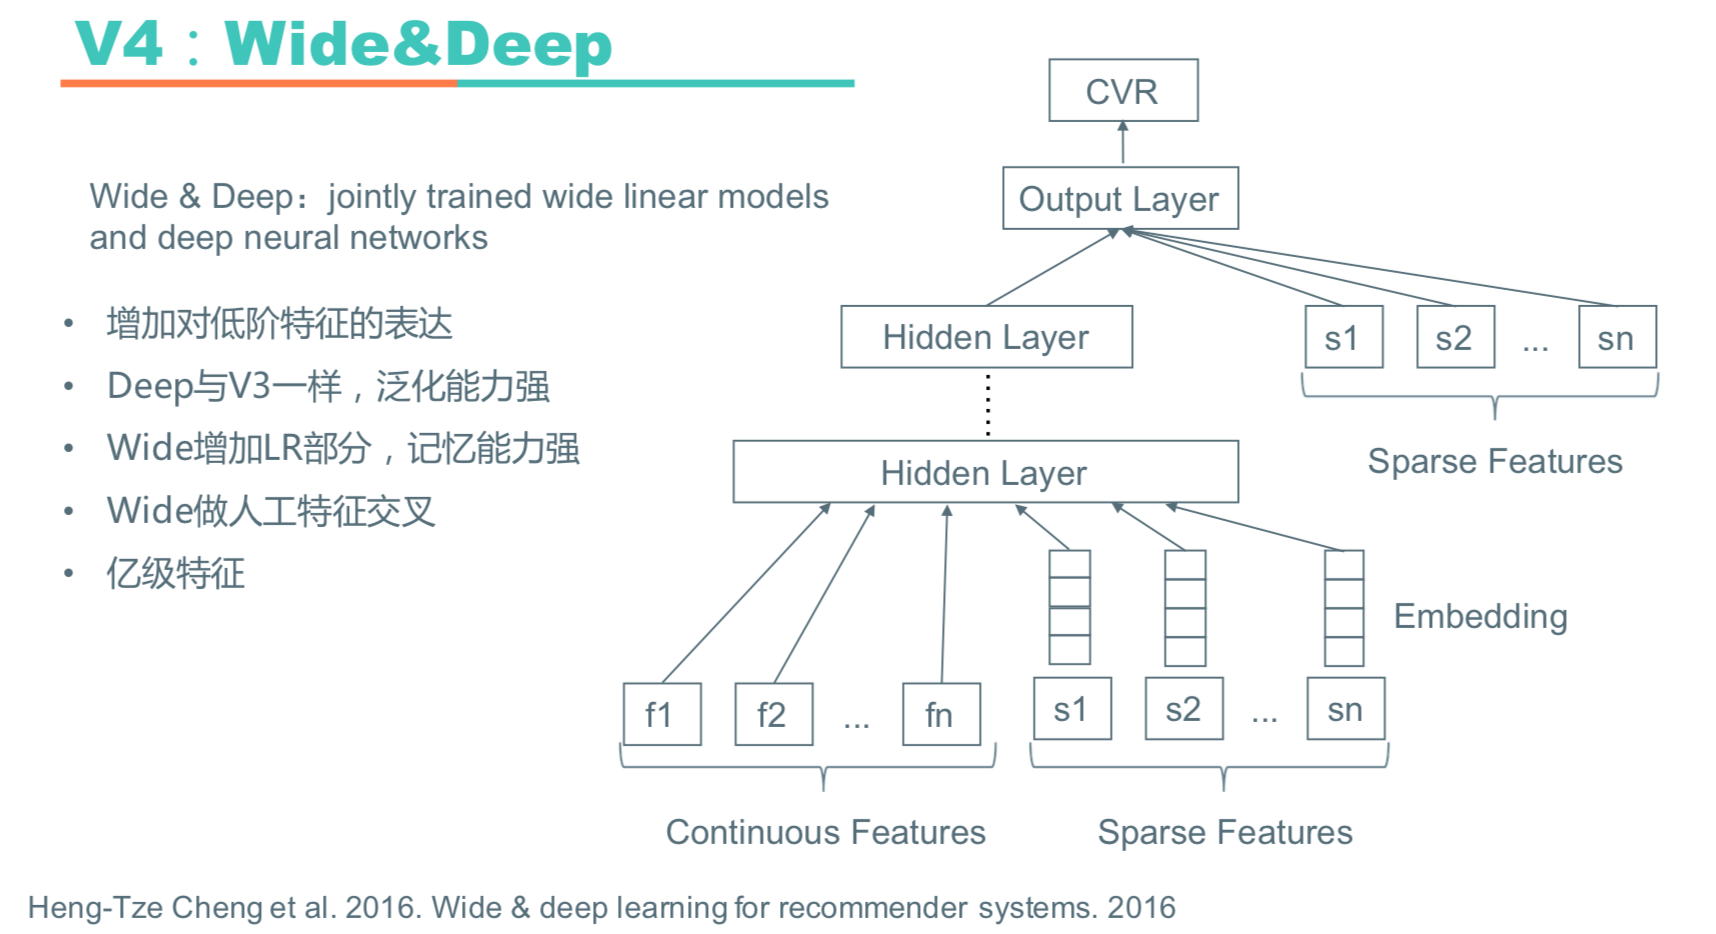 V4：Wide&Deep
Wide & Deep：jointly trained wide linear models
and deep neural networks
• 增加对低阶特征的表达
• Deep与V3一样，泛化能力强
• Wide增加LR部分，记忆能力强
• Wide做人工特征交叉
• 亿级特征
CVR
Output Layer
Hidden Layer
s1 s2 ... sn
Sparse Features
Hidden Layer
Embedding
f1 f2 ... fn
s1 s2 ... sn
Continuous Features
Sparse Features
Heng-Tze Cheng et al. 2016. Wide & deep learning for recommender systems. 2016